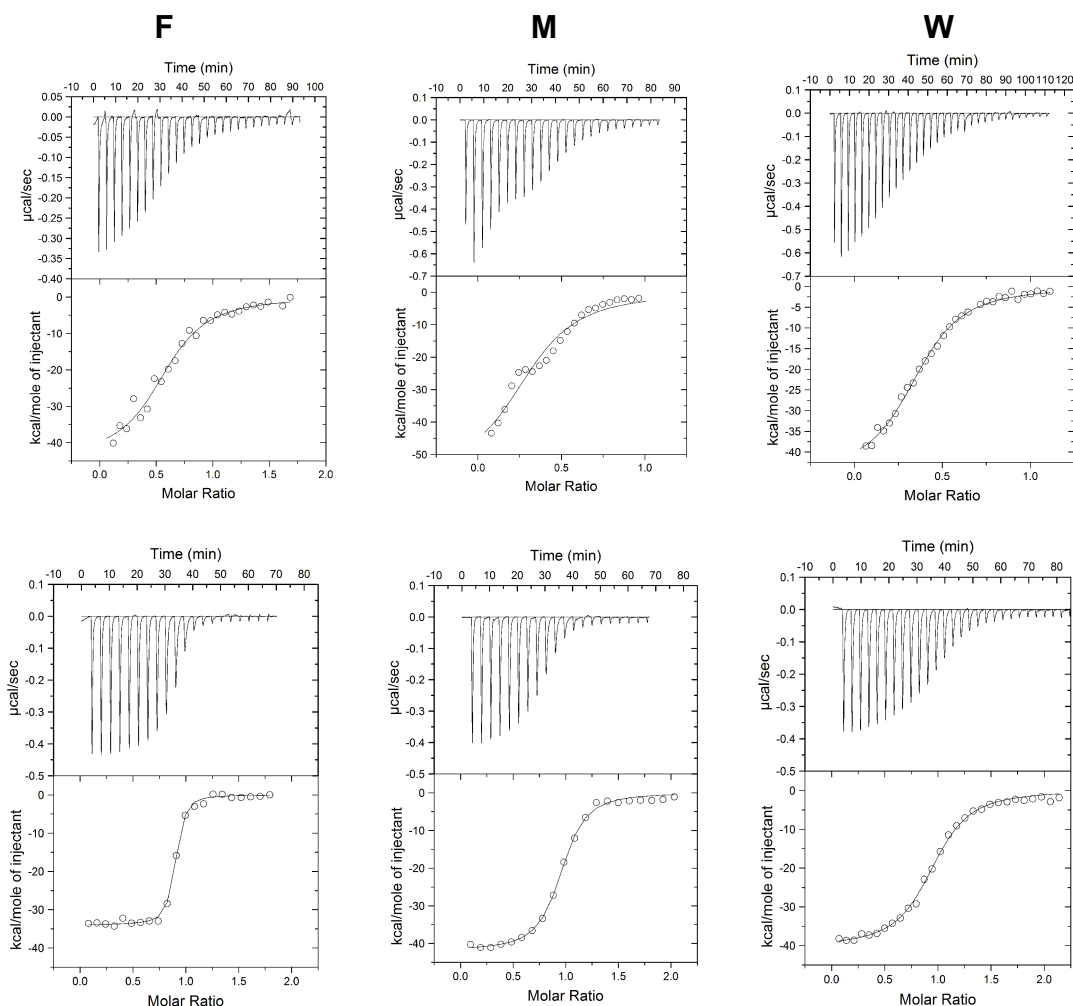 F M W
Time (min) Time (min) Time (min)
0 10 20 30 40 50 60 70 80 90 100
-10 0 10 20 30 40 50 60 70 80 90
-10 0 10 20 30 40 50 60 70 80 90 100 110 120
0.05
0.00
-0.05
-0.10
-0.15
-0.20
-0.25
-0.30
-0.35
-0.40
µcal/sec
0.1
0.0
-0.1
-0.2
-0.3
-0.4
-0.5
-0.6
-0.7
µcal/sec
0.1
0.0
-0.1
-0.2
-0.3
-0.4
-0.5
-0.6
-0.7
µcal/sec
0
-10
-20
-30
-40
kcal/mole of injectant
0.0 0.5 1.0 1.5 2.0
Molar Ratio
0
-10
-20
-30
-40
-50
kcal/mole of injectant
0.0 0.5 1.0
Molar Ratio
0
-5
-10
-15
-20
-25
-30
-35
-40
kcal/mole of injectant
0.0 0.5 1.0
Molar Ratio
Time (min) Time (min) Time (min)
-10 0 10 20 30 40 50 60 70 80
-10 0 10 20 30 40 50 60 70 80
-10 0 10 20 30 40 50 60 70 80
0.1
0.0
-0.1
-0.2
-0.3
-0.4
-0.5
µcal/sec
0.1
0.0
-0.1
-0.2
-0.3
-0.4
-0.5
µcal/sec
0.1
0.0
-0.1
-0.2
-0.3
-0.4
-0.5
µcal/sec
0
-10
-20
-30
-40
kcal/mole of injectant
0.0 0.5 1.0 1.5 2.0
Molar Ratio
0
-10
-20
-30
-40
kcal/mole of injectant
0.0 0.5 1.0 1.5 2.0
Molar Ratio
0
-10
-20
-30
-40
kcal/mole of injectant
0.0 0.5 1.0 1.5 2.0
Molar Ratio